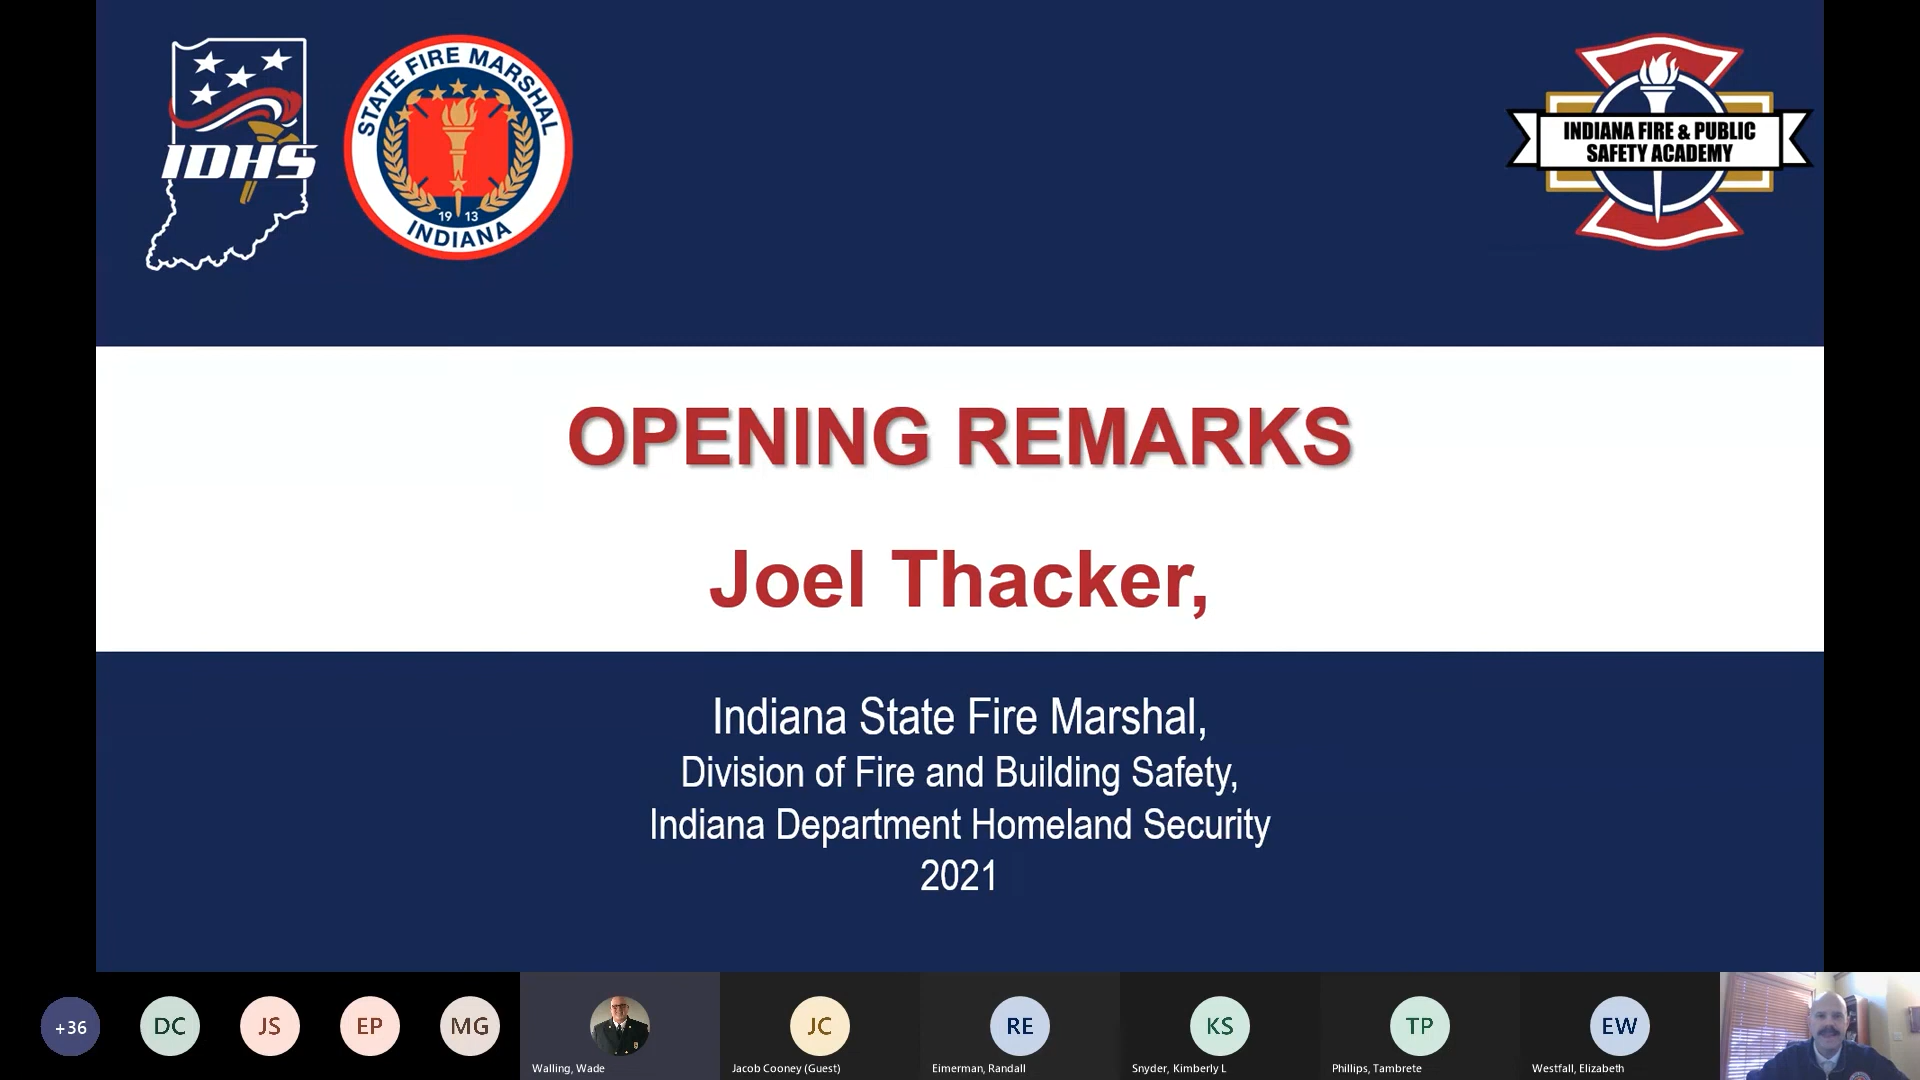 IDHS
STATE FIRE MARSHAL
19 13
INDIANA
INDIANA FIRE & PUBLIC
SAFETY ACADEMY
OPENING REMARKS
Joel Thacker,
Indiana State Fire Marshal,
Division of Fire and Building Safety,
Indiana Department Homeland Security
2021
+36
DC
JS
EP
MG
JC
RE
KS
TP
EW
Walling, Wade
Jacob Cooney (Guest)
Eimerman, Randall
Snyder, Kimberly L
Phillips, Tambrete
Westfall, Elizabeth